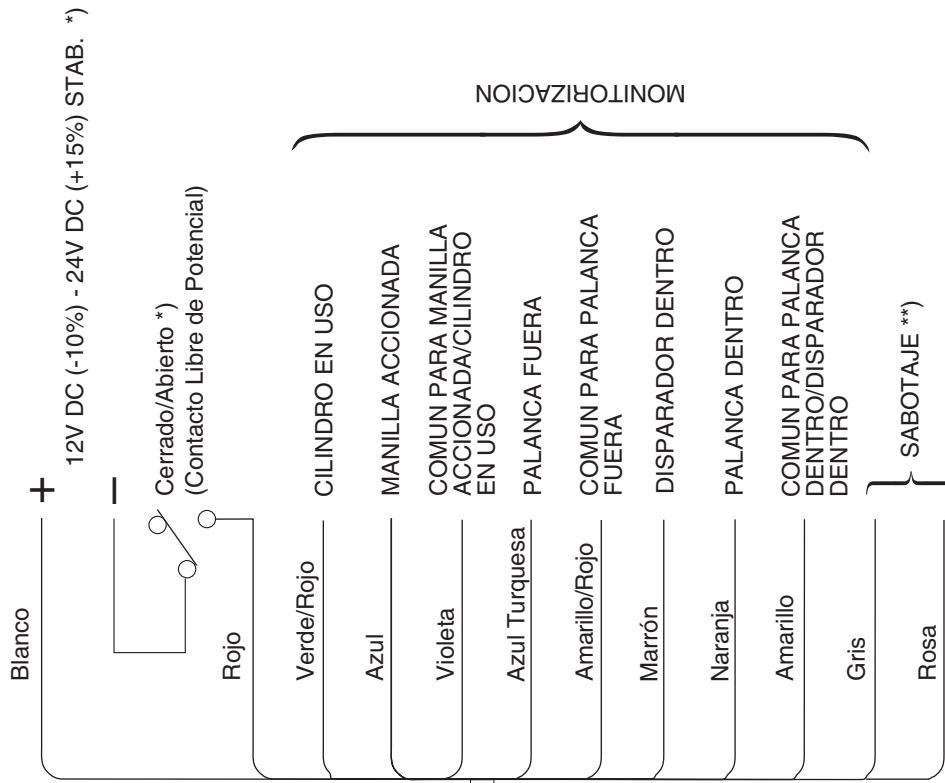 Blanco
+
12V DC (-10%) - 24V DC (+15%) STAB. *)
–
Cerrado/Abierto *)
(Contacto Libre de Potencial)
Rojo
Verde/Rojo
CILINDRO EN USO
Azul
MANILLA ACCIONADA
Violeta
COMUN PARA MANILLA
ACCIONADA/CILINDRO
EN USO
Azul Turquesa
PALANCA FUERA
Amarillo/Rojo
COMUN PARA PALANCA
FUERA
Marrón
DISPARADOR DENTRO
Naranja
PALANCA DENTRO
Amarillo
COMUN PARA PALANCA
DENTRO/DISPARADOR
DENTRO
MONITORIZACION
Gris
Rosa
SABOTAJE **)